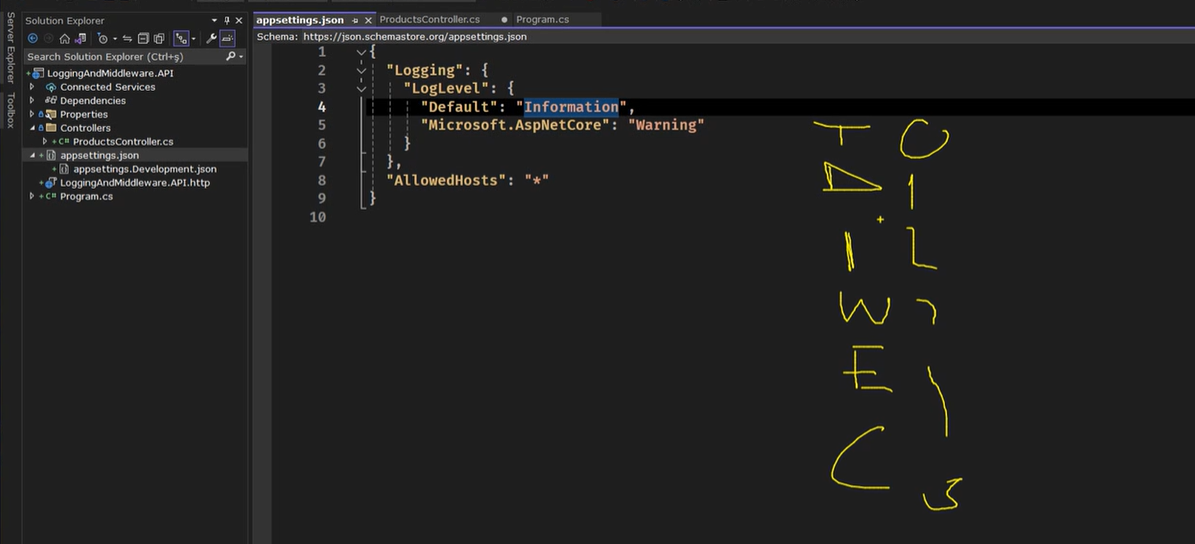 Server Explorer
Toolbox
Solution Explorer
Search Solution Explorer (Ctrl+ş)
LoggingAndMiddleware.API
Connected Services
Dependencies
Properties
Controllers
C# ProductsController.cs
appsettings.json
appsettings.Development.json
LoggingAndMiddleware.API.http
C# Program.cs
appsettings.json
ProductsController.cs
Program.cs
Schema: https://json.schemastore.org/appsettings.json
1 {
2 "Logging": {
3 "LogLevel": {
4 "Default": "Information",
5 "Microsoft.AspNetCore": "Warning"
6 }
7 },
8 "AllowedHosts": "*"
9 }
10
T 0
D 1
I 2
W
E
C